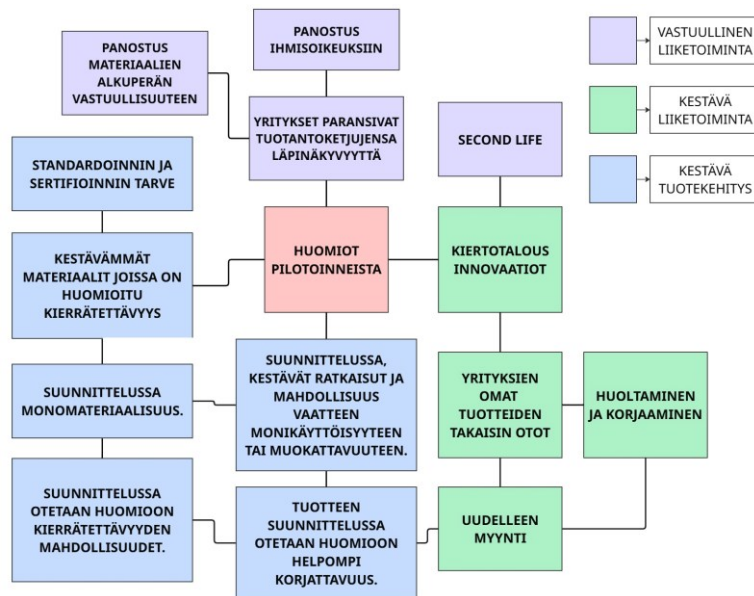 PANOSTUS
MATERIAALIEN
ALKUPERÄN
VASTUULLISUUTEEN
PANOSTUS
IHMISOIKEUKSIIN
YRITYKSET PARANSIVAT
TUOTANTOKETJUJENSA
LÄPINÄKYVYYTTÄ
SECOND LIFE
VASTUULLINEN
LIIKETOIMINTA
KESTÄVÄ
LIIKETOIMINTA
KESTÄVÄ
TUOTEKEHITYS
STANDARDOINNIN JA
SERTIFIOINNIN TARVE
KESTÄVÄMMÄT
MATERIAALIT JOISSA ON
HUOMIOITU
KIERRÄTETTÄVYYS
HUOMIOT
PILOTOINNEISTA
KIERTOTALOUS
INNOVAATIOT
SUUNNITTELUSSA
MONOMATERIAALISUUS.
SUUNNITTELUSSA,
KESTÄVÄT RATKAISUT JA
MAHDOLLISUUS
VAATTEEN
MONIKÄYTTÖISYYTEEN
TAI MUOKATTAVUUTEEN.
YRITYKSIEN
OMAT
TUOTTEIDEN
TAKAISIN OTOT
HUOLTAMINEN
JA KORJAAMINEN
SUUNNITTELUSSA
OTETAAN HUOMIOON
KIERRÄTETTÄVYYDEN
MAHDOLLISUUDET.
TUOTTEEN
SUUNNITTELUSSA
OTETAAN HUOMIOON
HELPOMPI
KORJATTAVUUS.
UUDELLEEN
MYYNTI